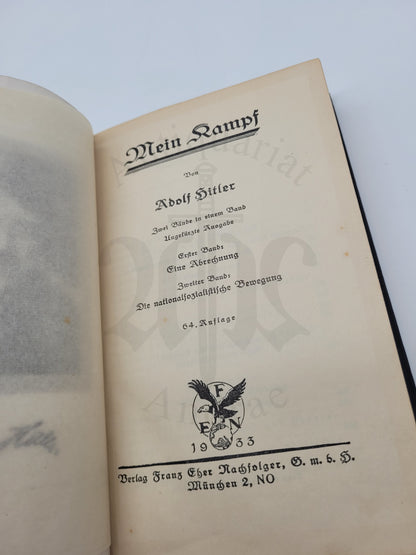 Mein Kampf
Von
Adolf Hitler
Zwei Bände in einem Band
Ungekürzte Ausgabe
Erster Band:
Eine Abrechnung
Zweiter Band:
Die nationalsozialistische Bewegung
64. Auflage
F
E N
1933
Verlag Franz Eher Nachfolger, G. m. b. H.
München 2, NO